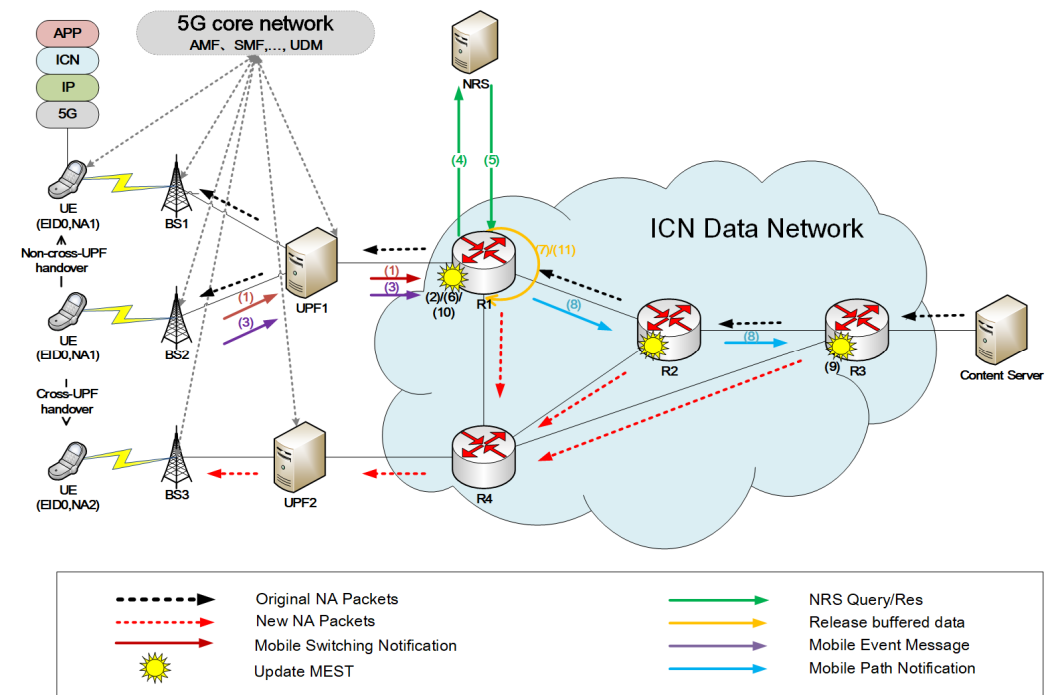 APP
ICN
IP
5G
5G core network
AMF、SMF,…, UDM
NRS
(4)
(5)
UE
(EID0,NA1)
BS1
Non-cross-UPF
handover
UE
(EID0,NA1)
BS2
(1)
(3)
UPF1
(1)
(3)
(2)/(6)/
(10)
R1
(7)/(11)
(8)
ICN Data Network
R2
(8)
R3
(9)
Content Server
Cross-UPF
handover
UE
(EID0,NA2)
BS3
UPF2
R4
Original NA Packets
New NA Packets
Mobile Switching Notification
Update MEST
NRS Query/Res
Release buffered data
Mobile Event Message
Mobile Path Notification